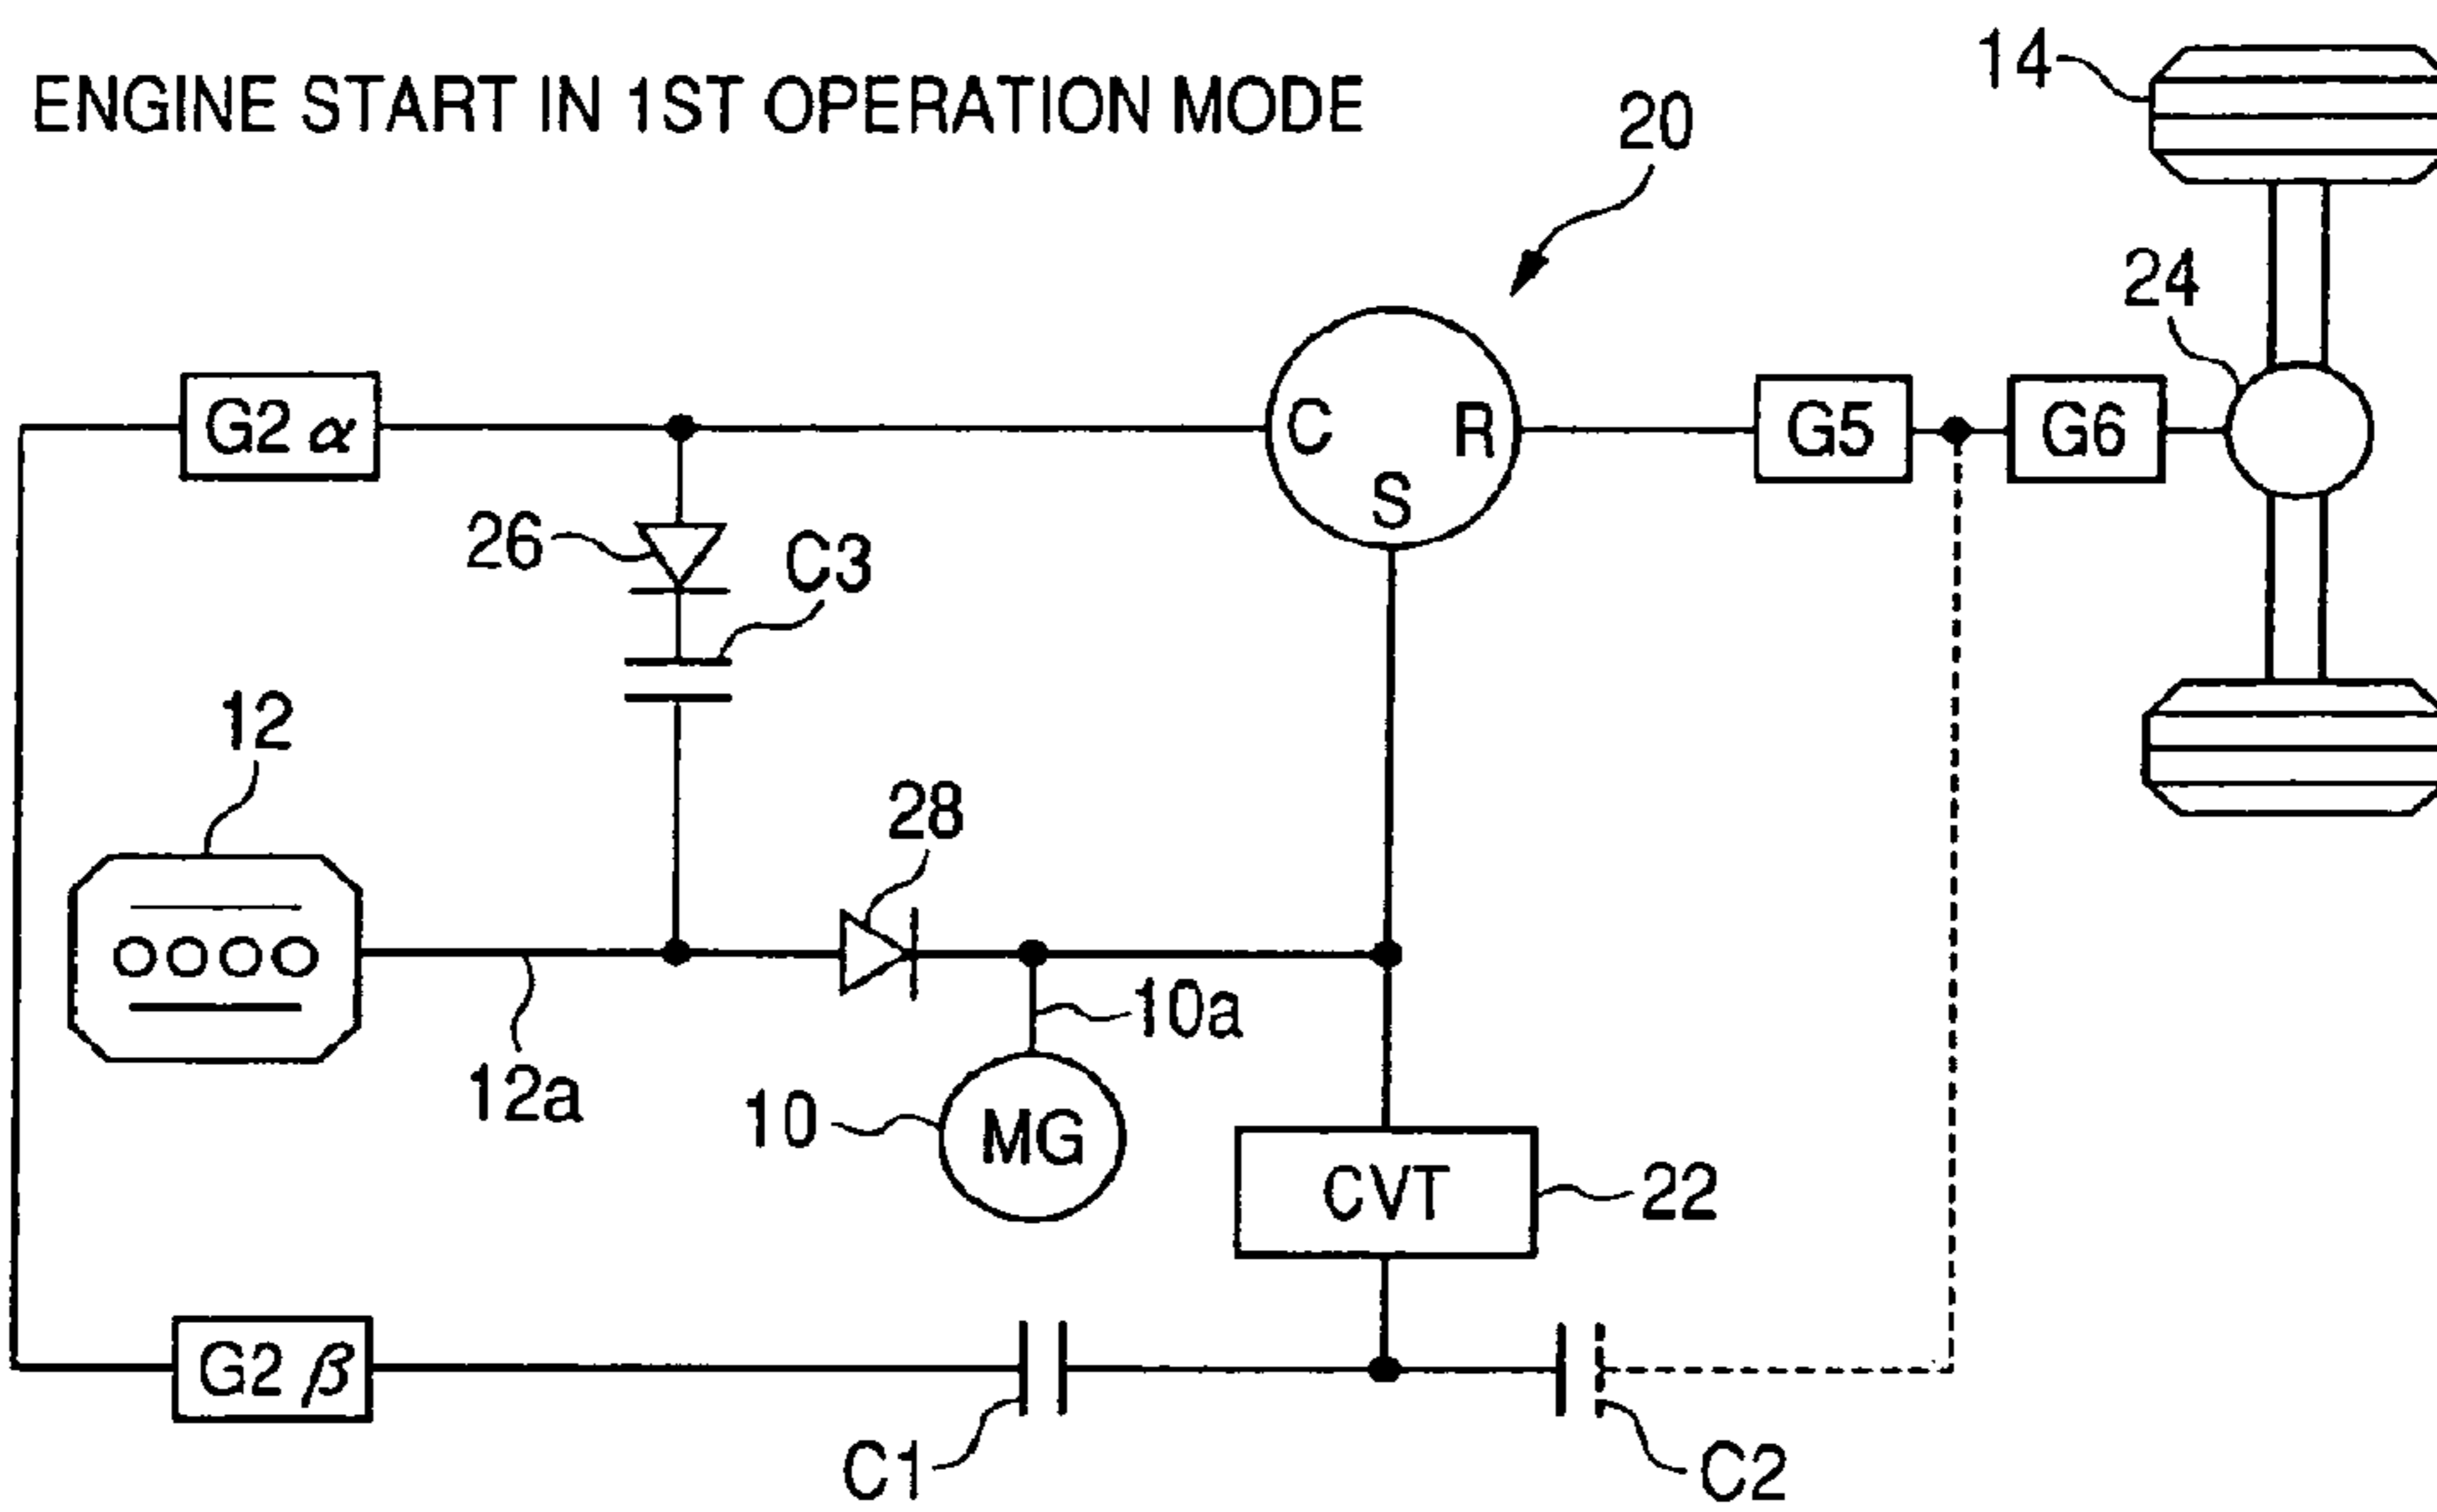 ENGINE START IN 1ST OPERATION MODE
14
20
24
G2 α
C
R
S
G5
G6
26
C3
12
28
12a
10a
10
MG
CVT
22
G2 β
C1
C2